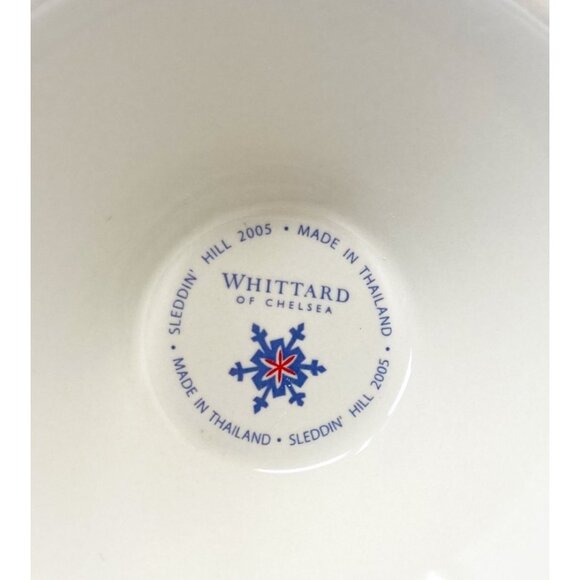 SLEDDIN' HILL 2005 • MADE IN THAILAND • SLEDDIN' HILL 2005 • MADE IN THAILAND •
WHITTARD
OF CHELSEA